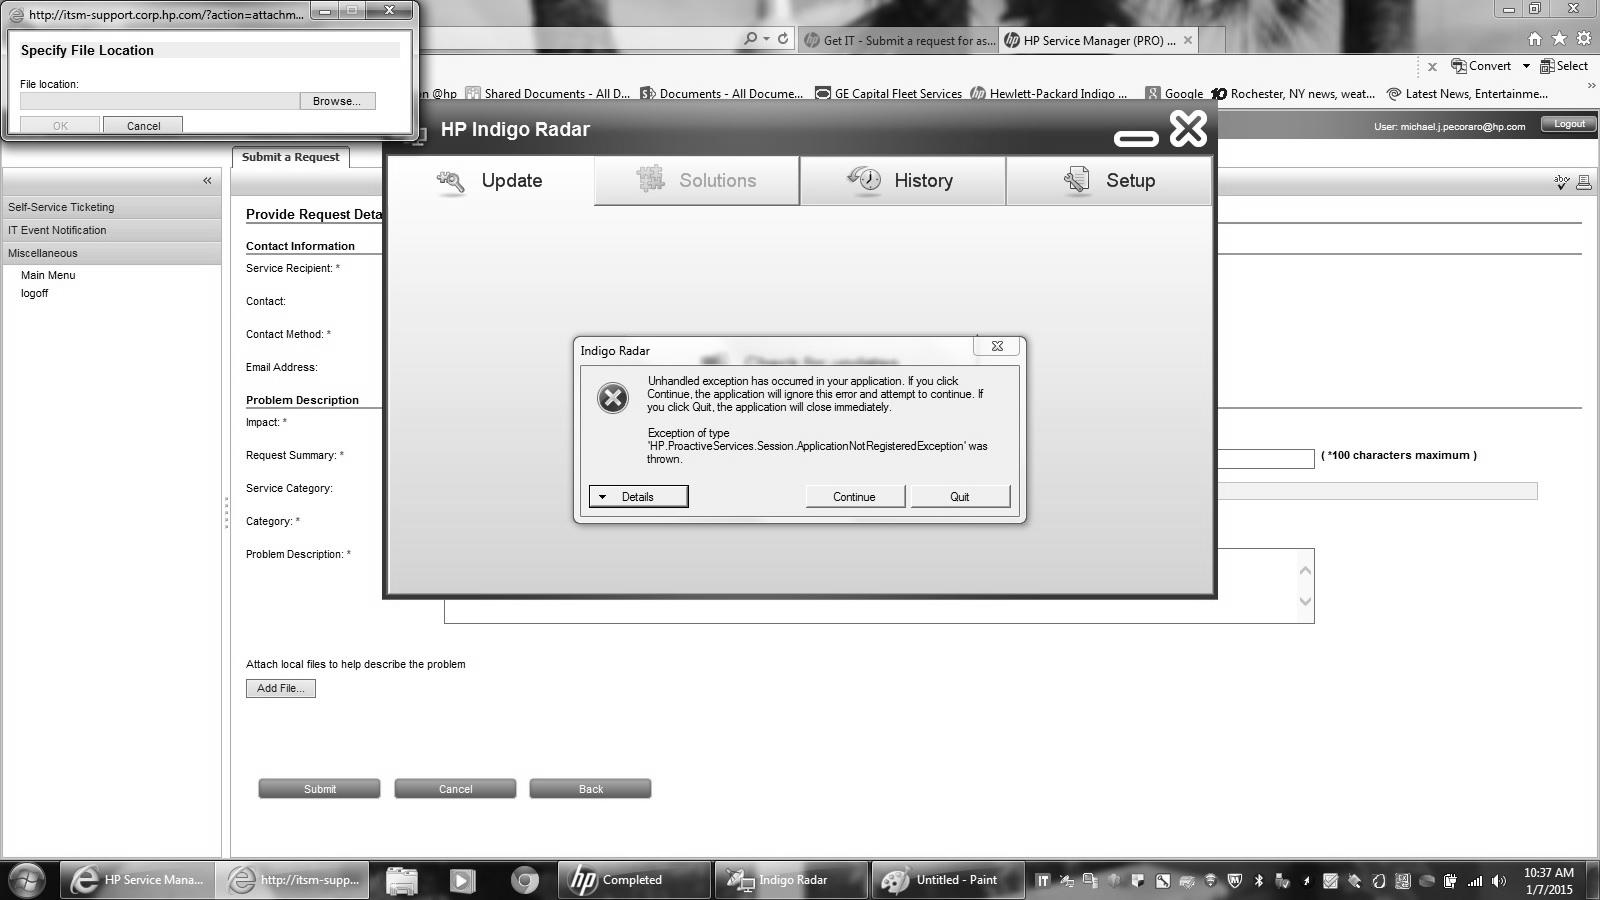 http://itsm-support.corp.hp.com/?action=attachm...
Specify File Location
File location:
Browse...
OK
Cancel
Get IT - Submit a request for as...
HP Service Manager (PRO) ...
Convert
Select
on @hp
Shared Documents - All D...
Documents - All Docume...
GE Capital Fleet Services
Hewlett-Packard Indigo ...
Google
Rochester, NY news, weat...
Latest News, Entertainme...
HP Indigo Radar
User: michael.j.pecoraro@hp.com
Logout
Submit a Request
Update
Solutions
History
Setup
Self-Service Ticketing
IT Event Notification
Miscellaneous
Main Menu
logoff
Provide Request Deta
Contact Information
Service Recipient: *
Contact:
Contact Method: *
Email Address:
Problem Description
Impact: *
Request Summary: *
( *100 characters maximum )
Service Category:
Category: *
Problem Description: *
Check for updates
Indigo Radar
Unhandled exception has occurred in your application. If you click
Continue, the application will ignore this error and attempt to continue. If
you click Quit, the application will close immediately.
Exception of type
'HP.ProactiveServices.Session.ApplicationNotRegisteredException' was
thrown.
Details
Continue
Quit
Attach local files to help describe the problem
Add File...
Submit
Cancel
Back
HP Service Mana...
http://itsm-supp...
Completed
Indigo Radar
Untitled - Paint
IT
10:37 AM
1/7/2015